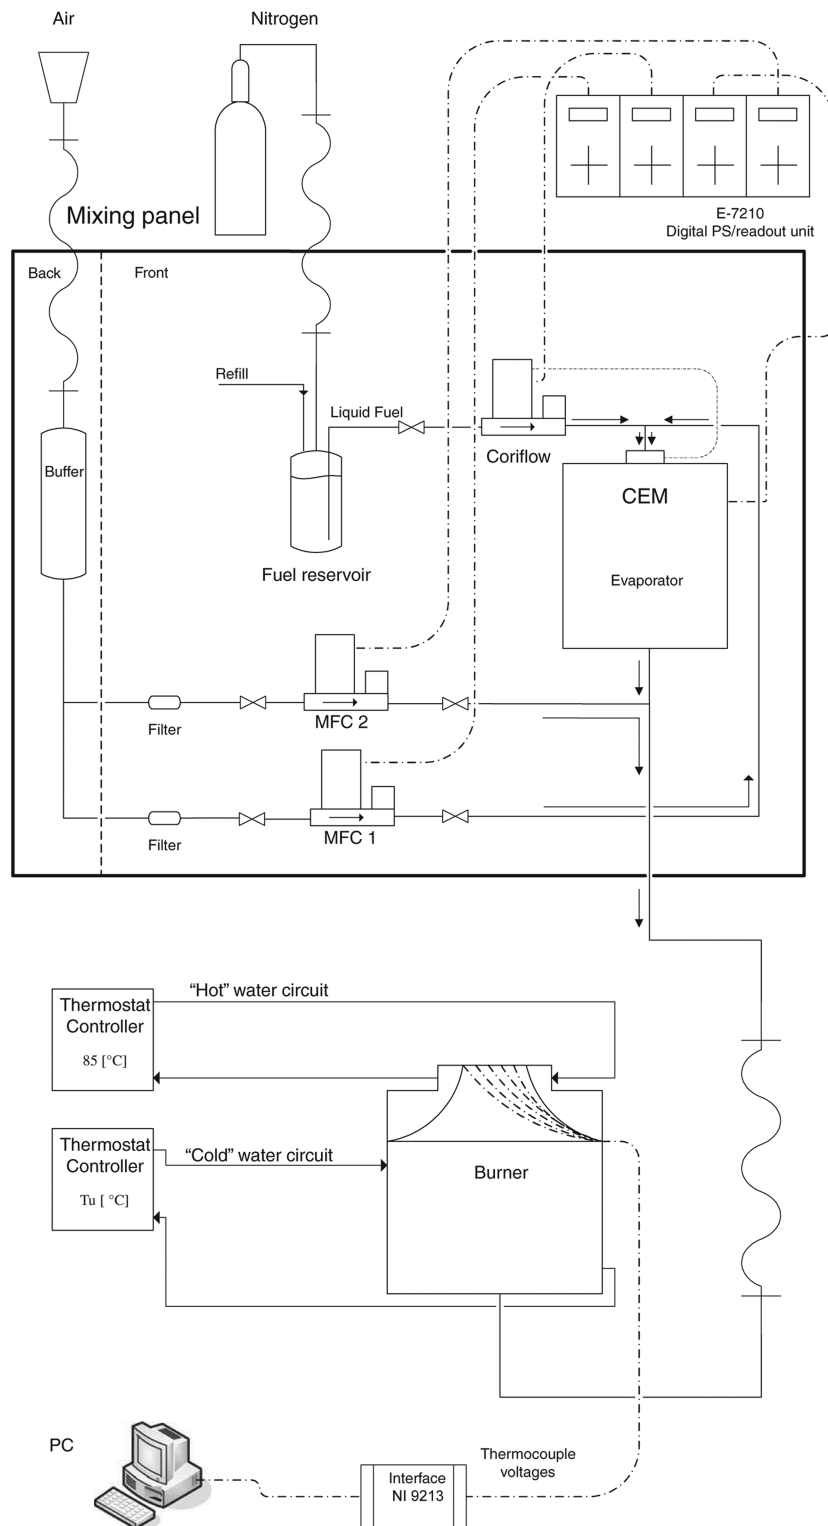 Air
Nitrogen
E-7210
Digital PS/readout unit
Mixing panel
Back
Front
Refill
Liquid Fuel
Coriflow
Buffer
CEM
Fuel reservoir
Evaporator
MFC 2
Filter
MFC 1
Filter
"Hot" water circuit
Thermostat
Controller
85 [°C]
Thermostat
Controller
Tu [ °C]
"Cold" water circuit
Burner
PC
Thermocouple
voltages
Interface
NI 9213